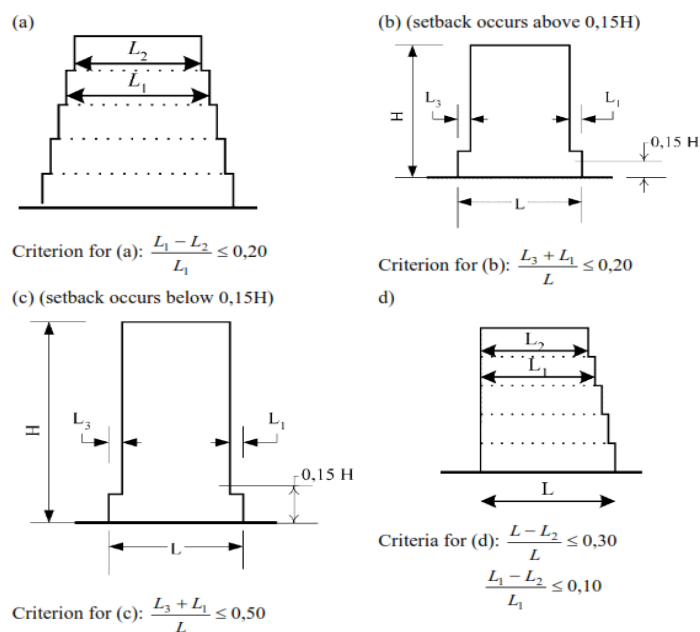 (a)
L₂
L₁
Criterion for (a): (L₁ − L₂)/L₁ ≤ 0,20
(b) (setback occurs above 0,15H)
H
L₃
L₁
0,15 H
L
Criterion for (b): (L₃ + L₁)/L ≤ 0,20
(c) (setback occurs below 0,15H)
H
L₃
L₁
0,15 H
L
Criterion for (c): (L₃ + L₁)/L ≤ 0,50
d)
L₂
L₁
L
Criteria for (d): (L − L₂)/L ≤ 0,30
(L₁ − L₂)/L₁ ≤ 0,10